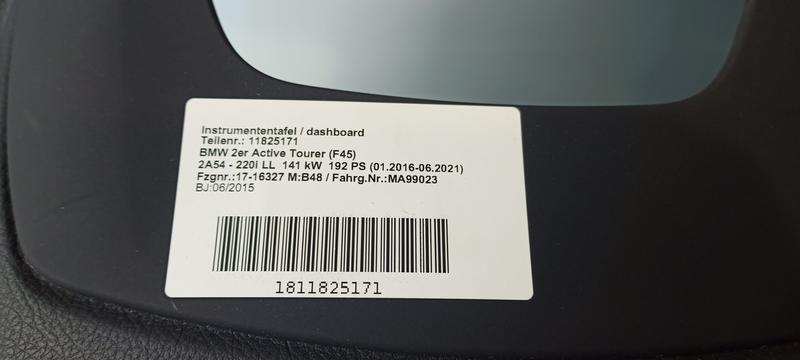 Instrumententafel / dashboard
Teilenr.: 11825171
BMW 2er Active Tourer (F45)
2A54 - 220i LL 141 kW 192 PS (01.2016-06.2021)
Fzgnr.:17-16327 M:B48 / Fahrg.Nr.:MA99023
BJ:06/2015
1811825171